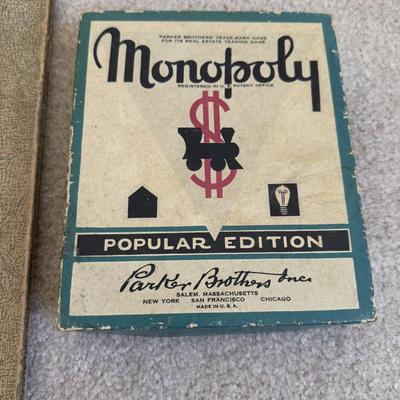 PARKER BROTHERS TRADE-MARK NAME
FOR ITS REAL ESTATE TRADING GAME
Monopoly
REGISTERED IN U.S. PATENT OFFICE
$
POPULAR EDITION
Parker Brothers Inc.
SALEM, MASSACHUSETTS
NEW YORK SAN FRANCISCO CHICAGO
MADE IN U.S.A.